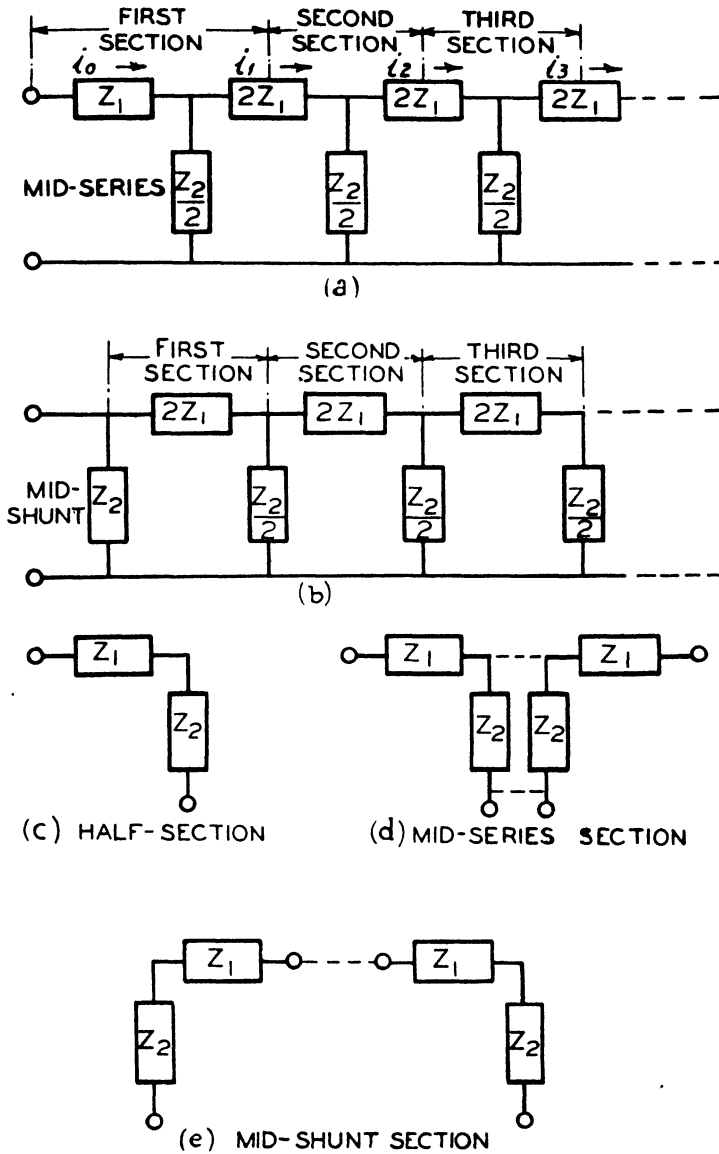 FIRST SECTION
SECOND SECTION
THIRD SECTION
i₀ i₁ i₂ i₃
Z₁ 2Z₁ 2Z₁ 2Z₁
MID-SERIES
Z₂/2 Z₂/2 Z₂/2
(a)
FIRST SECTION
SECOND SECTION
THIRD SECTION
2Z₁ 2Z₁ 2Z₁
MID-
SHUNT
Z₂ Z₂/2 Z₂/2 Z₂/2
(b)
Z₁
Z₂
(c) HALF-SECTION
Z₁ Z₁
Z₂ Z₂
(d) MID-SERIES SECTION
Z₁ Z₁
Z₂ Z₂
(e) MID-SHUNT SECTION